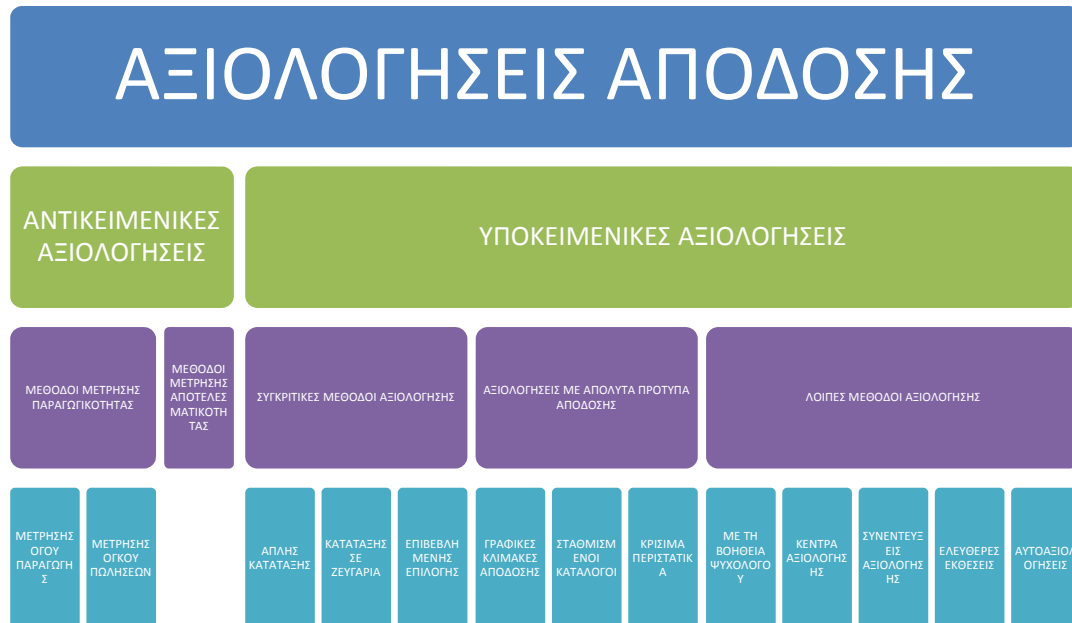 ΑΞΙΟΛΟΓΗΣΕΙΣ ΑΠΟΔΟΣΗΣ
ΑΝΤΙΚΕΙΜΕΝΙΚΕΣ
ΑΞΙΟΛΟΓΗΣΕΙΣ
ΥΠΟΚΕΙΜΕΝΙΚΕΣ ΑΞΙΟΛΟΓΗΣΕΙΣ
ΜΕΘΟΔΟΙ ΜΕΤΡΗΣΗΣ
ΠΑΡΑΓΩΓΙΚΟΤΗΤΑΣ
ΜΕΘΟΔΟΙ
ΜΕΤΡΗΣΗΣ
ΑΠΟΤΕΛΕΣ
ΜΑΤΙΚΟΤΗ
ΤΑΣ
ΣΥΓΚΡΙΤΙΚΕΣ ΜΕΘΟΔΟΙ ΑΞΙΟΛΟΓΗΣΗΣ
ΑΞΙΟΛΟΓΗΣΕΙΣ ΜΕ ΑΠΟΛΥΤΑ ΠΡΟΤΥΠΑ
ΑΠΟΔΟΣΗΣ
ΛΟΙΠΕΣ ΜΕΘΟΔΟΙ ΑΞΙΟΛΟΓΗΣΗΣ
ΜΕΤΡΗΣΗΣ
ΟΓΟΥ
ΠΑΡΑΓΩΓΗ
Σ
ΜΕΤΡΗΣΗΣ
ΟΓΚΟΥ
ΠΩΛΗΣΕΩΝ
ΑΠΛΗΣ
ΚΑΤΑΤΑΞΗΣ
ΚΑΤΑΤΑΞΗΣ
ΣΕ
ΖΕΥΓΑΡΙΑ
ΕΠΙΒΕΒΛΗ
ΜΕΝΗΣ
ΕΠΙΛΟΓΗΣ
ΓΡΑΦΙΚΕΣ
ΚΛΙΜΑΚΕΣ
ΑΠΟΔΟΣΗΣ
ΣΤΑΘΜΙΣΜ
ΕΝΟΙ
ΚΑΤΑΛΟΓΟΙ
ΚΡΙΣΙΜΑ
ΠΕΡΙΣΤΑΤΙΚ
Α
ΜΕ ΤΗ
ΒΟΗΘΕΙΑ
ΨΥΧΟΛΟΓΟ
Υ
ΚΕΝΤΡΑ
ΑΞΙΟΛΟΓΗΣ
ΗΣ
ΣΥΝΕΝΤΕΥΞ
ΕΙΣ
ΑΞΙΟΛΟΓΗΣ
ΗΣ
ΕΛΕΥΘΕΡΕΣ
ΕΚΘΕΣΕΙΣ
ΑΥΤΟΑΞΙΟΛ
ΟΓΗΣΕΙΣ